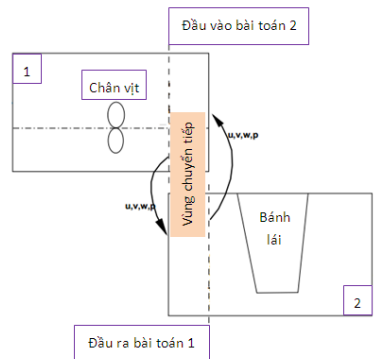 Đầu vào bài toán 2
1
Chân vịt
Vùng chuyển tiếp
u,v,w,p
u,v,w,p
Bánh
lái
2
Đầu ra bài toán 1